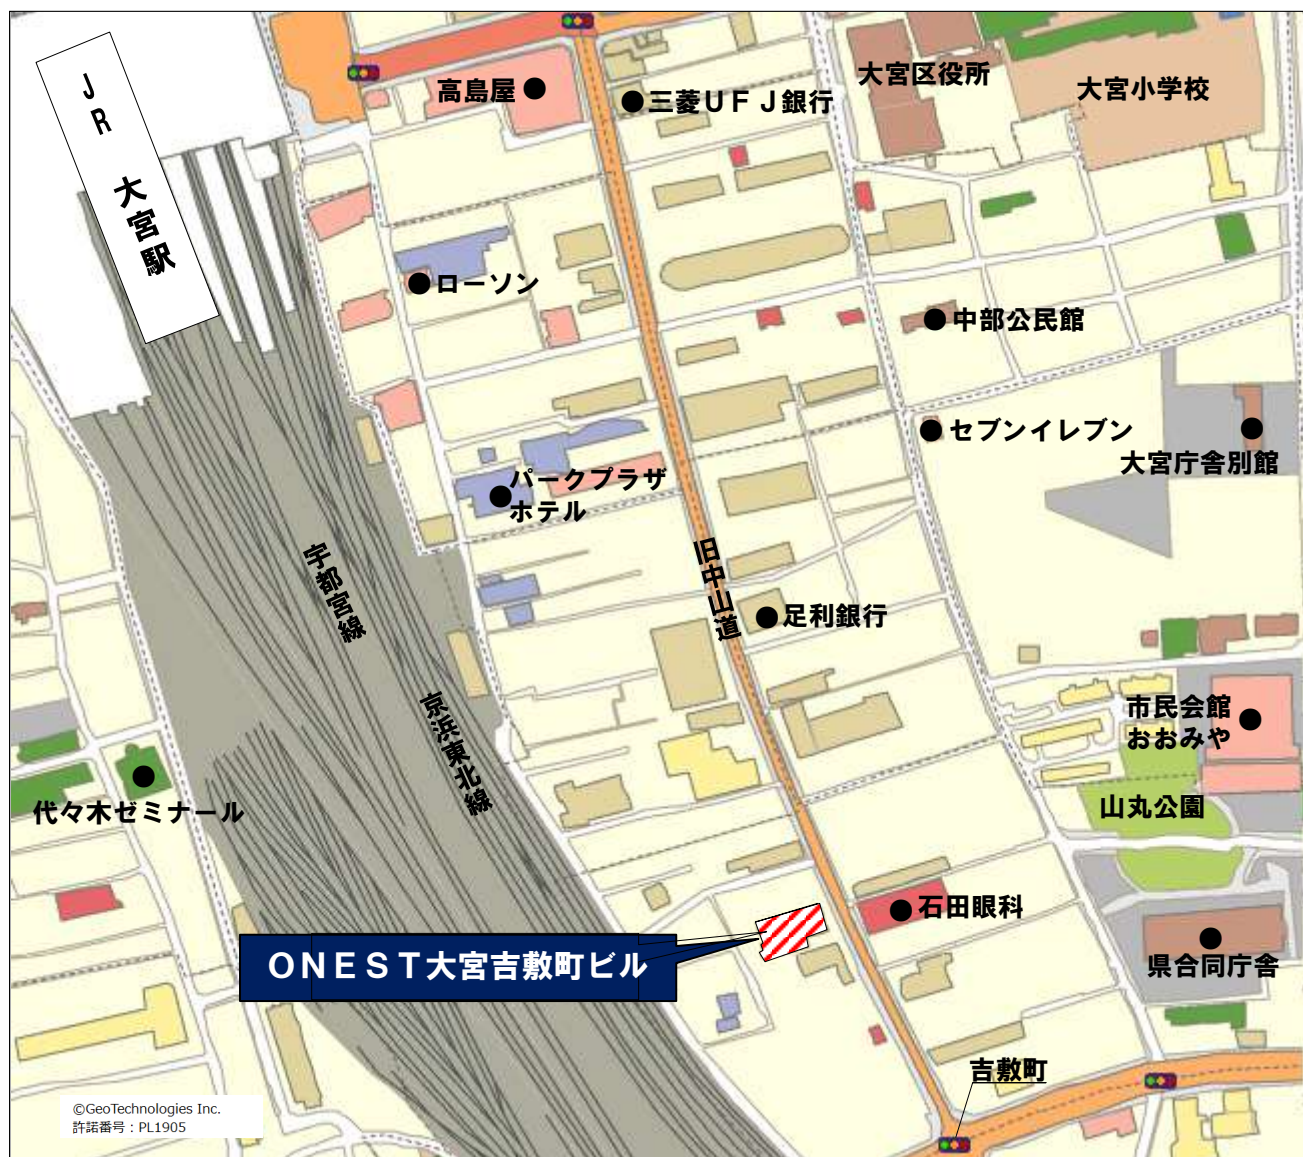 JR 大宮駅
高島屋
三菱ＵＦＪ銀行
大宮区役所
大宮小学校
ローソン
中部公民館
セブンイレブン
大宮庁舎別館
パークプラザ
ホテル
宇都宮線
旧中山道
足利銀行
京浜東北線
市民会館
おおみや
代々木ゼミナール
山丸公園
石田眼科
ＯＮＥＳＴ大宮吉敷町ビル
県合同庁舎
吉敷町
©GeoTechnologies Inc.
許諾番号：PL1905